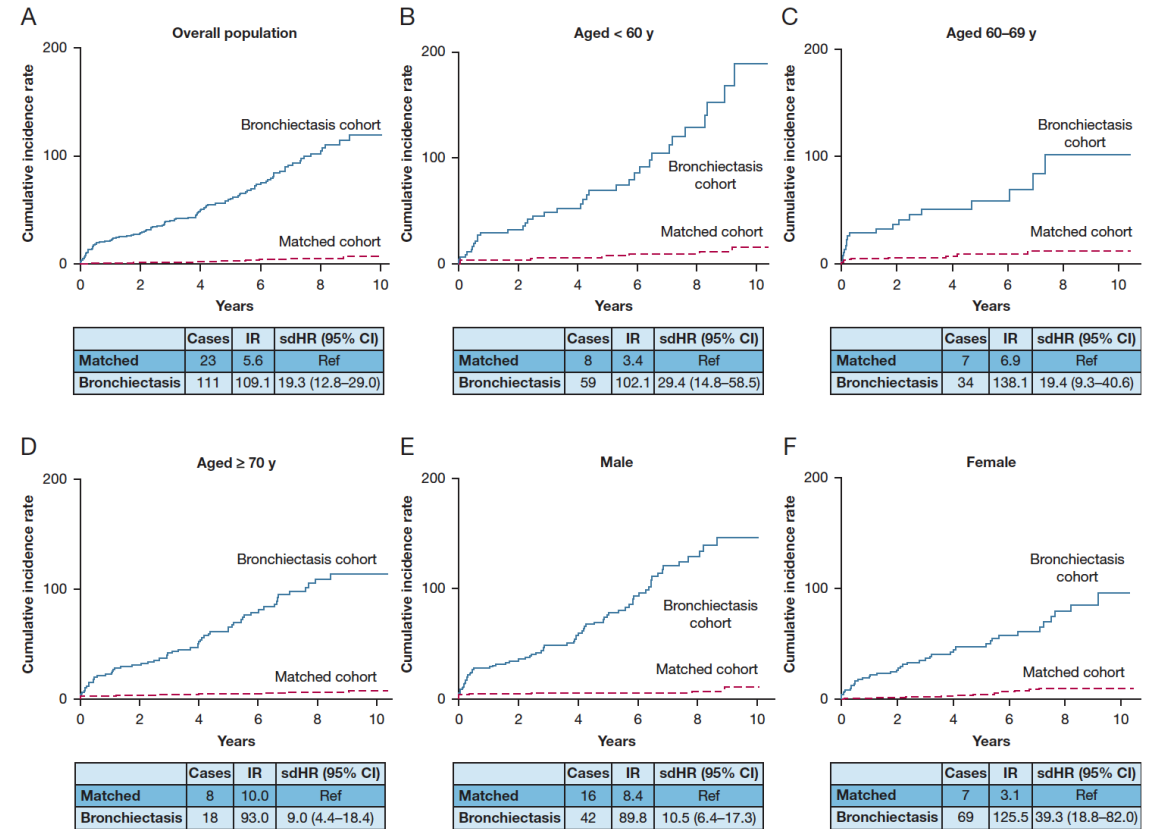 A
Overall population
Cumulative incidence rate
200
100
0
Bronchiectasis cohort
Matched cohort
0 2 4 6 8 10
Years
Cases IR sdHR (95% CI)
Matched 23 5.6 Ref
Bronchiectasis 111 109.1 19.3 (12.8–29.0)
B
Aged < 60 y
Cumulative incidence rate
200
100
0
Bronchiectasis
cohort
Matched cohort
0 2 4 6 8 10
Years
Cases IR sdHR (95% CI)
Matched 8 3.4 Ref
Bronchiectasis 59 102.1 29.4 (14.8–58.5)
C
Aged 60–69 y
Cumulative incidence rate
200
100
0
Bronchiectasis
cohort
Matched cohort
0 2 4 6 8 10
Years
Cases IR sdHR (95% CI)
Matched 7 6.9 Ref
Bronchiectasis 34 138.1 19.4 (9.3–40.6)
D
Aged ≥ 70 y
Cumulative incidence rate
200
100
0
Bronchiectasis cohort
Matched cohort
0 2 4 6 8 10
Years
Cases IR sdHR (95% CI)
Matched 8 10.0 Ref
Bronchiectasis 18 93.0 9.0 (4.4–18.4)
E
Male
Cumulative incidence rate
200
100
0
Bronchiectasis
cohort
Matched cohort
0 2 4 6 8 10
Years
Cases IR sdHR (95% CI)
Matched 16 8.4 Ref
Bronchiectasis 42 89.8 10.5 (6.4–17.3)
F
Female
Cumulative incidence rate
200
100
0
Bronchiectasis
cohort
Matched cohort
0 2 4 6 8 10
Years
Cases IR sdHR (95% CI)
Matched 7 3.1 Ref
Bronchiectasis 69 125.5 39.3 (18.8–82.0)